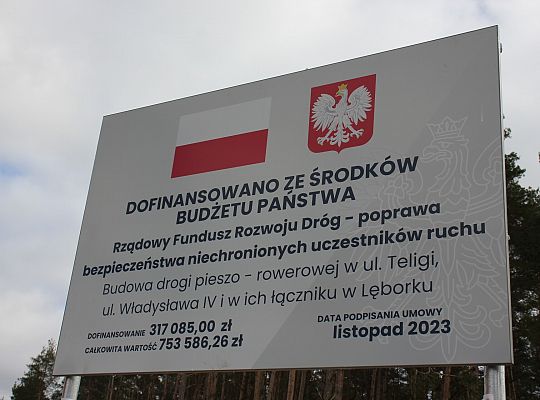 DOFINANSOWANO ZE ŚRODKÓW
BUDŻETU PAŃSTWA
Rządowy Fundusz Rozwoju Dróg - poprawa
bezpieczeństwa niechronionych uczestników ruchu
Budowa drogi pieszo - rowerowej w ul. Teligi,
ul. Władysława IV i w ich łączniku w Lęborku
DOFINANSOWANIE 317 085,00 zł
CAŁKOWITA WARTOŚĆ 753 586,26 zł
DATA PODPISANIA UMOWY
listopad 2023